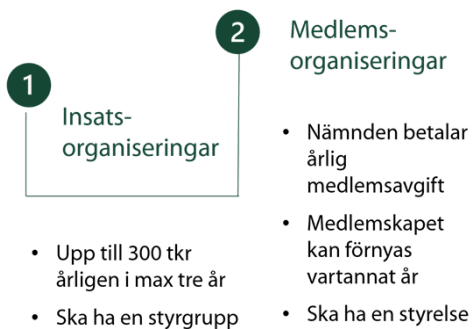 1
Insats-
organiseringar
• Upp till 300 tkr
årligen i max tre år
• Ska ha en styrgrupp
2
Medlems-
organiseringar
• Nämnden betalar
årlig
medlemsavgift
• Medlemskapet
kan förnyas
vartannat år
• Ska ha en styrelse